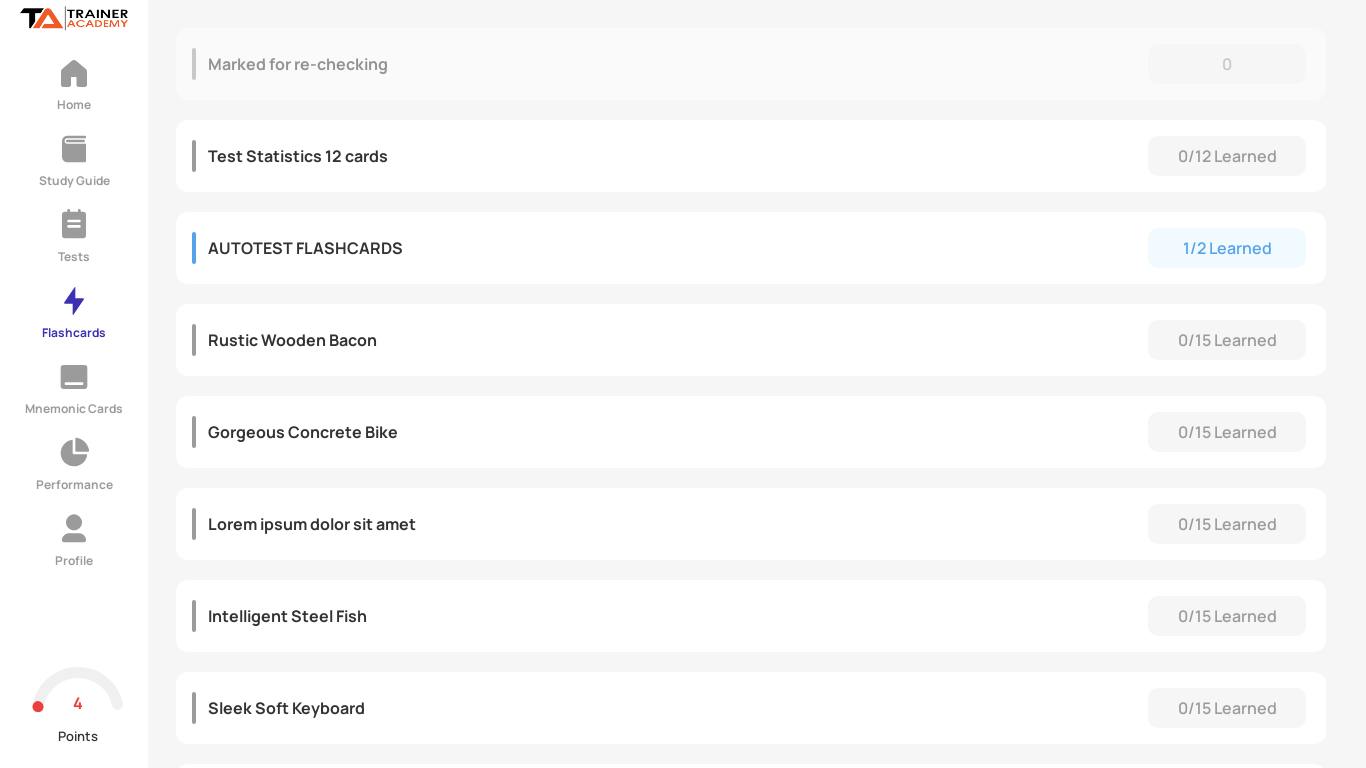 TRAINER
ACADEMY
Home
Study Guide
Tests
Flashcards
Mnemonic Cards
Performance
Profile
4
Points
Marked for re-checking
0
Test Statistics 12 cards
0/12 Learned
AUTOTEST FLASHCARDS
1/2 Learned
Rustic Wooden Bacon
0/15 Learned
Gorgeous Concrete Bike
0/15 Learned
Lorem ipsum dolor sit amet
0/15 Learned
Intelligent Steel Fish
0/15 Learned
Sleek Soft Keyboard
0/15 Learned